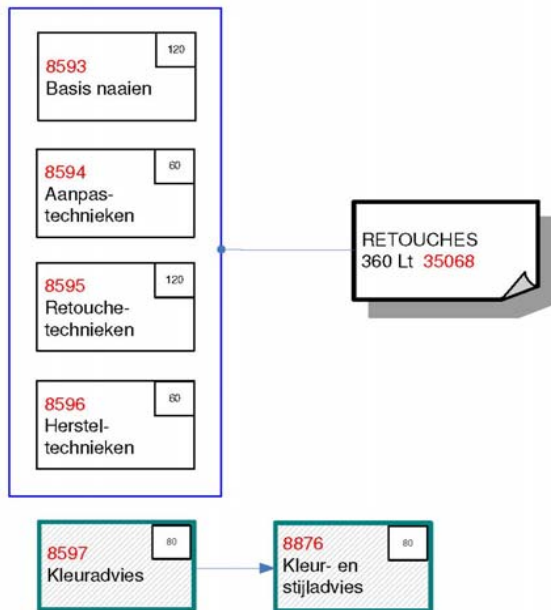 120
8593
Basis naaien
60
8594
Aanpas-
technieken
120
8595
Retouche-
technieken
60
8596
Herstel-
technieken
RETOUCHES
360 Lt 35068
80
8597
Kleuradvies
80
8876
Kleur- en
stijladvies